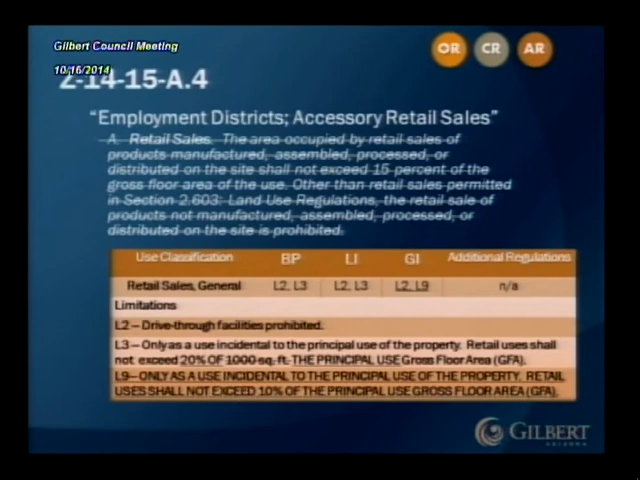 Gilbert Council Meeting
OR CR AR
10/16/2014
Z-14-15-A.4
“Employment Districts; Accessory Retail Sales”
A. Retail Sales. The area occupied by retail sales of
products manufactured, assembled, processed, or
distributed on the site shall not exceed 15 percent of the
gross floor area of the use. Other than retail sales permitted
in Section 2.603: Land Use Regulations, the retail sale of
products not manufactured, assembled, processed, or
distributed on the site is prohibited.
Use Classification BP LI GI Additional Regulations
Retail Sales, General L2, L3 L2, L3 L2, L9 n/a
Limitations
L2 – Drive-through facilities prohibited.
L3 – Only as a use incidental to the principal use of the property. Retail uses shall
not exceed 20% OF 1000 sq. ft. THE PRINCIPAL USE Gross Floor Area (GFA).
L9 – ONLY AS A USE INCIDENTAL TO THE PRINCIPAL USE OF THE PROPERTY. RETAIL
USES SHALL NOT EXCEED 10% OF THE PRINCIPAL USE GROSS FLOOR AREA (GFA).
GILBERT
ARIZONA